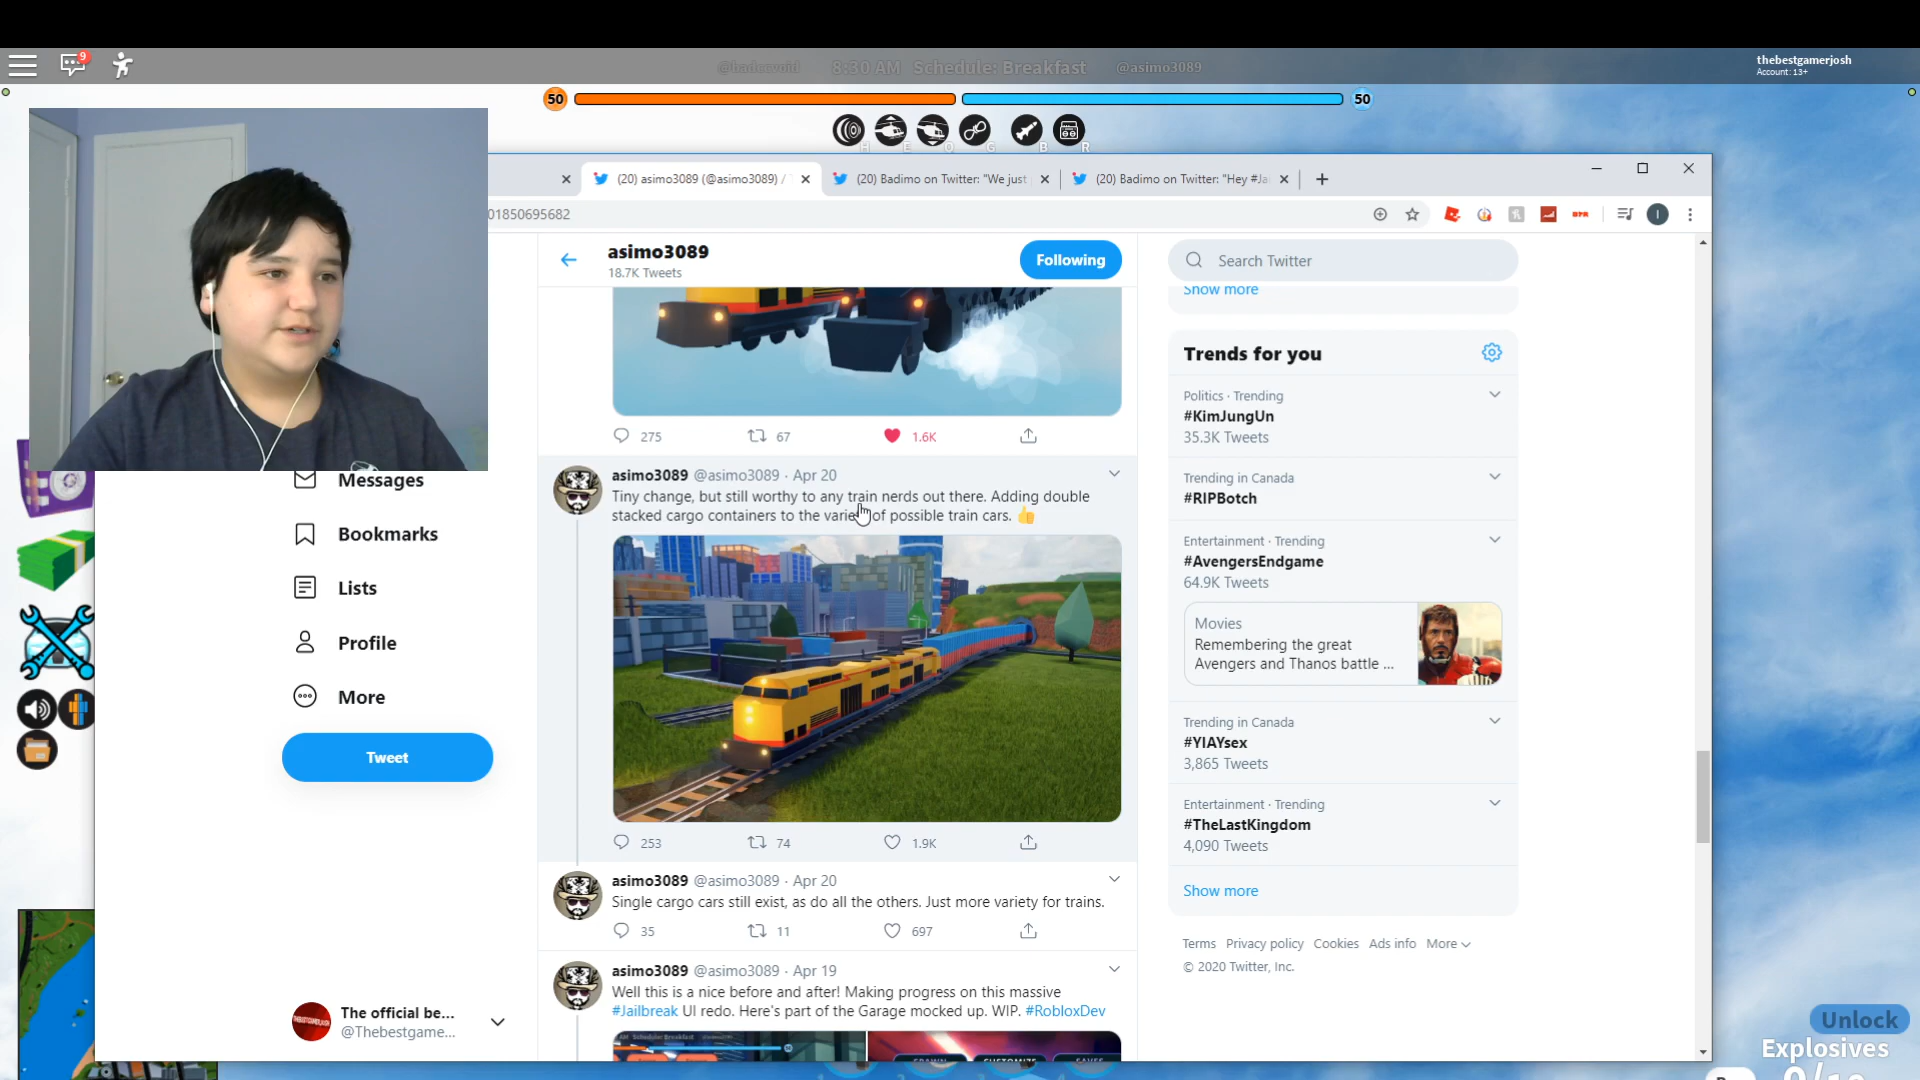 9
@badccvoid 8:30 AM Schedule: Breakfast @asimo3089
thebestgamerjosh
Account: 13+
50
50
H E Q G B R
(20) asimo3089 (@asimo3089) /
(20) Badimo on Twitter: "We just
(20) Badimo on Twitter: "Hey #Ja
01850695682
asimo3089
18.7K Tweets
Following
275 67 1.6K
asimo3089 @asimo3089 · Apr 20
Tiny change, but still worthy to any train nerds out there. Adding double
stacked cargo containers to the variety of possible train cars. 👍
253 74 1.9K
asimo3089 @asimo3089 · Apr 20
Single cargo cars still exist, as do all the others. Just more variety for trains.
35 11 697
asimo3089 @asimo3089 · Apr 19
Well this is a nice before and after! Making progress on this massive
#Jailbreak UI redo. Here's part of the Garage mocked up. WIP. #RobloxDev
AM Schedule: Breakfast
SPAWN CUSTOMIZE
Messages
Bookmarks
Lists
Profile
More
Tweet
The official be...
@Thebestgame...
Search Twitter
Show more
Trends for you
Politics · Trending
#KimJungUn
35.3K Tweets
Trending in Canada
#RIPBotch
Entertainment · Trending
#AvengersEndgame
64.9K Tweets
Movies
Remembering the great
Avengers and Thanos battle ...
Trending in Canada
#YIAYsex
3,865 Tweets
Entertainment · Trending
#TheLastKingdom
4,090 Tweets
Show more
Terms Privacy policy Cookies Ads info More
© 2020 Twitter, Inc.
Unlock
Explosives